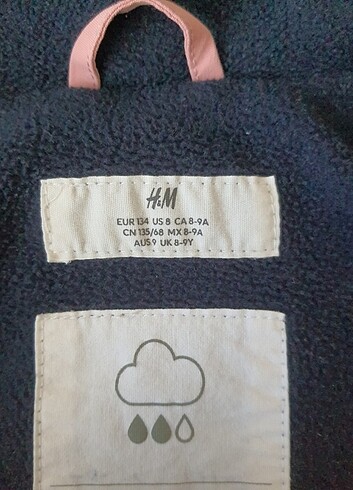 H&M
EUR 134 US 8 CA 8-9A
CN 135/68 MX 8-9A
AUS 9 UK 8-9Y